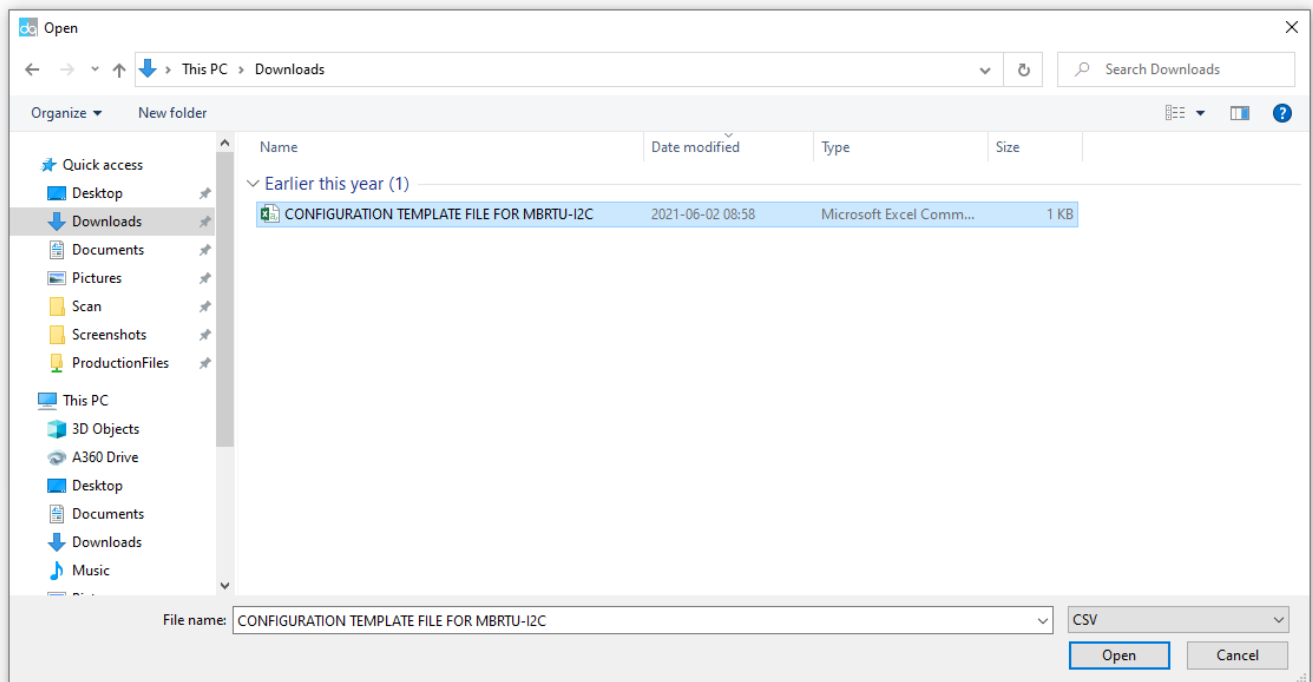 Open
This PC > Downloads
Search Downloads
Organize
New folder
Name Date modified Type Size
Quick access
Desktop
Downloads
Documents
Pictures
Scan
Screenshots
ProductionFiles
This PC
3D Objects
A360 Drive
Desktop
Documents
Downloads
Music
Earlier this year (1)
CONFIGURATION TEMPLATE FILE FOR MBRTU-I2C 2021-06-02 08:58 Microsoft Excel Comm... 1 KB
File name: CONFIGURATION TEMPLATE FILE FOR MBRTU-I2C CSV
Open Cancel